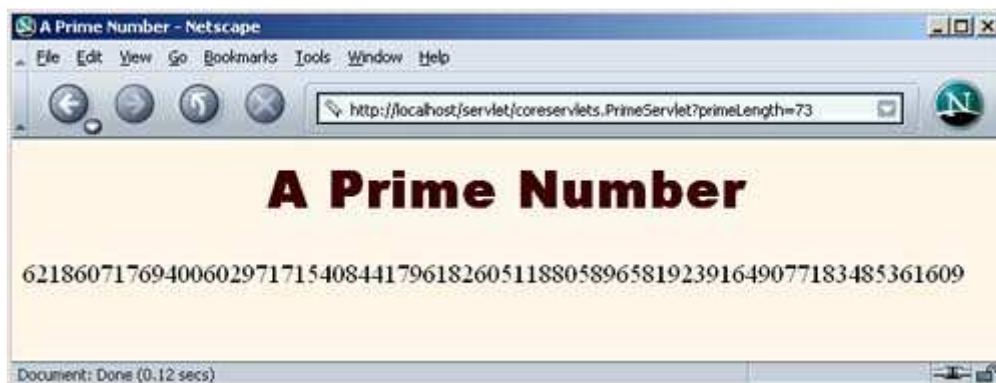 A Prime Number - Netscape
File Edit View Go Bookmarks Tools Window Help
http://localhost/servlet/coreservlets.PrimeServlet?primeLength=73
N
A Prime Number
6218607176940060297171540844179618260511880589658192391649077183485361609
Document: Done (0.12 secs)